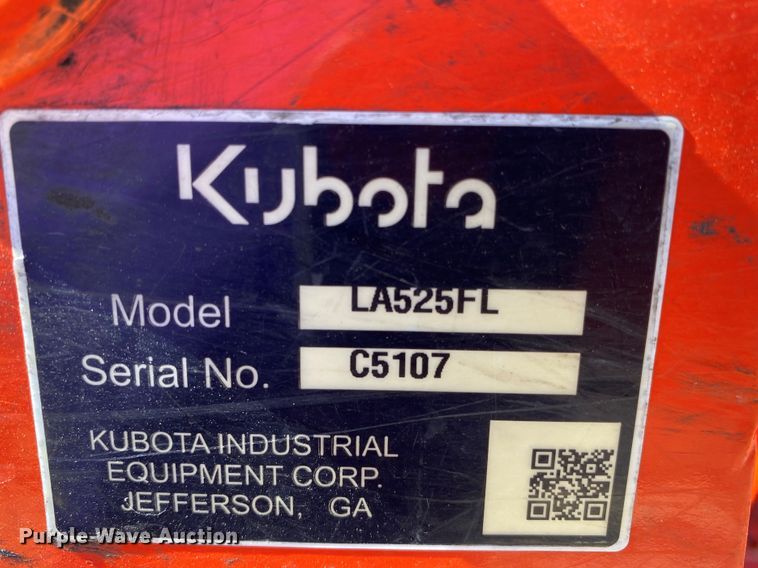 Kubota
Model LA525FL
Serial No. C5107
KUBOTA INDUSTRIAL
EQUIPMENT CORP.
JEFFERSON, GA
Purple Wave Auction